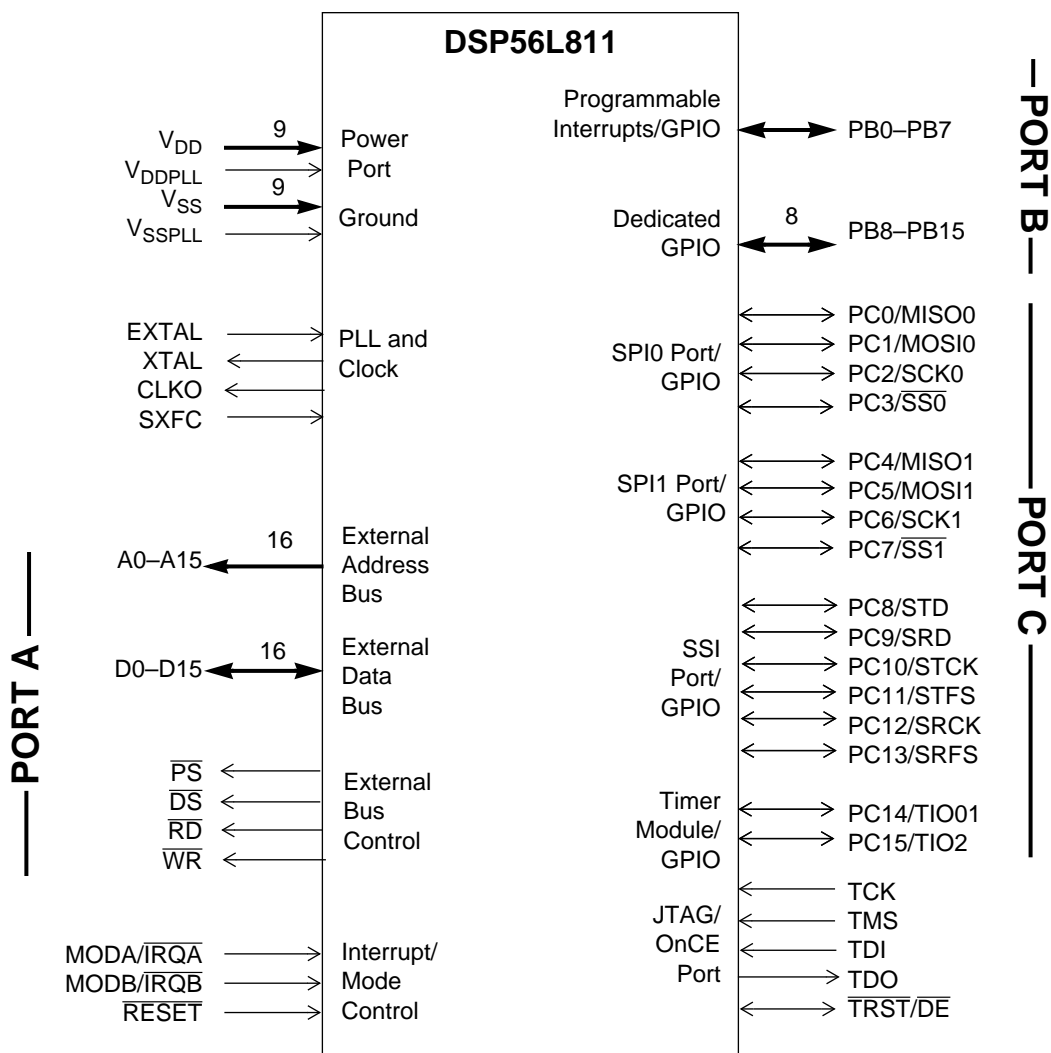 DSP56L811
V̲DD
9
Power
Port
VDDPLL
VSS
9
Ground
VSSPLL
EXTAL
XTAL
CLKO
SXFC
PLL and
Clock
PORT A
A0–A15
16
External
Address
Bus
D0–D15
16
External
Data
Bus
PS
DS
RD
WR
External
Bus
Control
MODA/IRQA
MODB/IRQB
RESET
Interrupt/
Mode
Control
Programmable
Interrupts/GPIO
PB0–PB7
Dedicated
GPIO
8
PB8–PB15
PORT B
SPI0 Port/
GPIO
PC0/MISO0
PC1/MOSI0
PC2/SCK0
PC3/SS0
SPI1 Port/
GPIO
PC4/MISO1
PC5/MOSI1
PC6/SCK1
PC7/SS1
SSI
Port/
GPIO
PC8/STD
PC9/SRD
PC10/STCK
PC11/STFS
PC12/SRCK
PC13/SRFS
Timer
Module/
GPIO
PC14/TIO01
PC15/TIO2
PORT C
JTAG/
OnCE
Port
TCK
TMS
TDI
TDO
TRST/DE